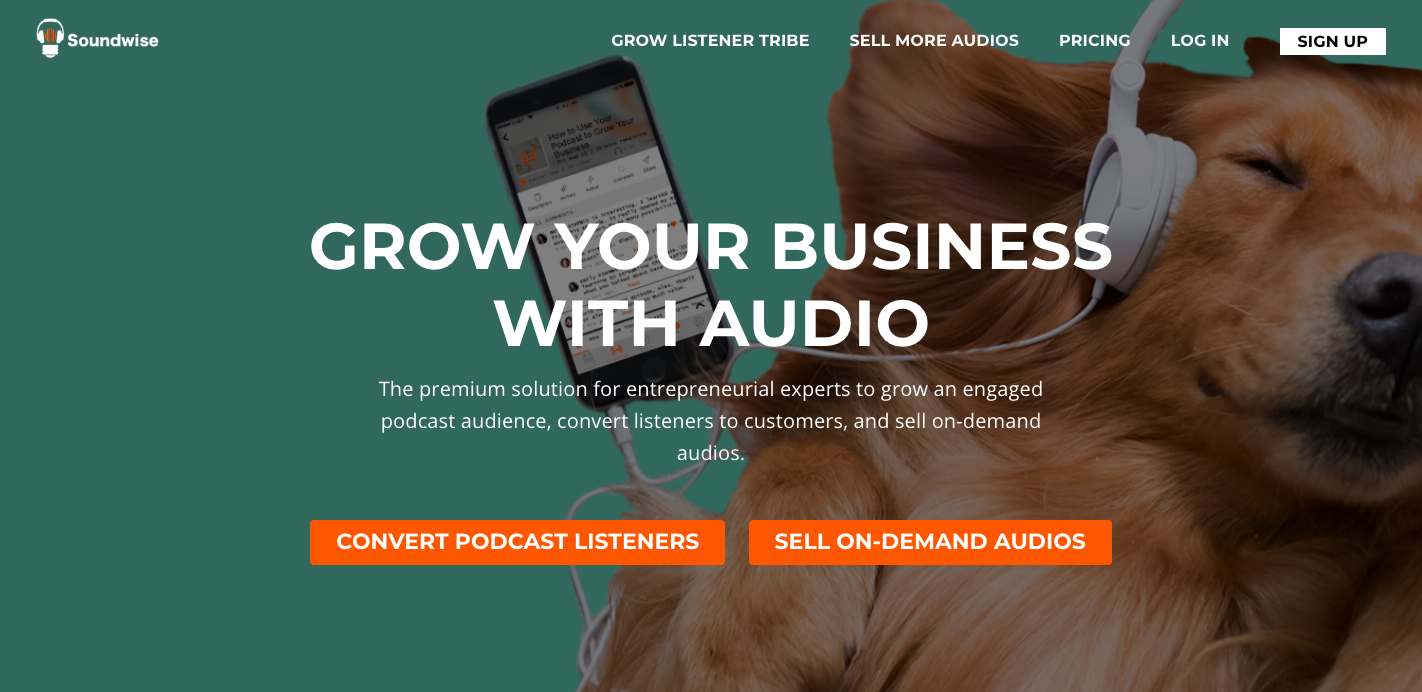 Soundwise
GROW LISTENER TRIBE
SELL MORE AUDIOS
PRICING
LOG IN
SIGN UP
How to Use Your
Podcast to Grow Your
Business
GROW YOUR BUSINESS
WITH AUDIO
The premium solution for entrepreneurial experts to grow an engaged
podcast audience, convert listeners to customers, and sell on-demand
audios.
CONVERT PODCAST LISTENERS
SELL ON-DEMAND AUDIOS